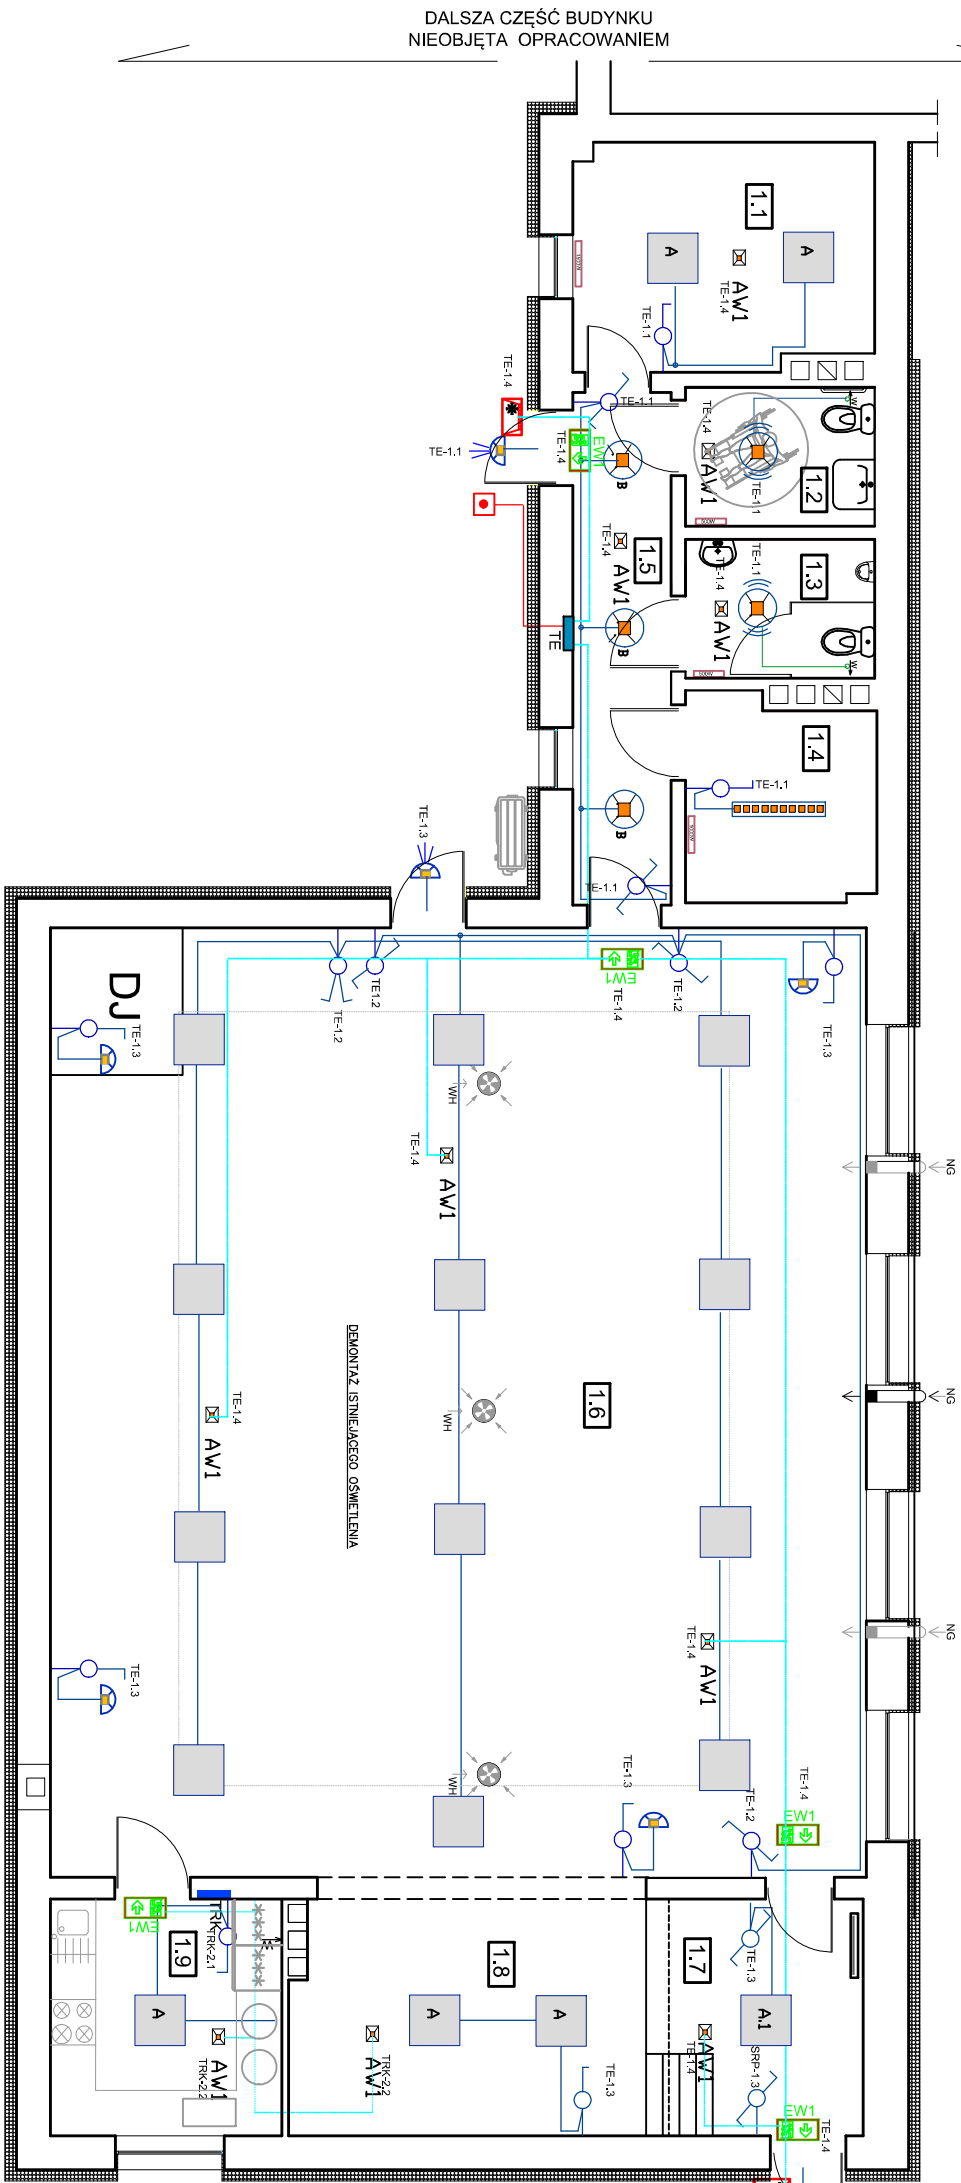 DALSZA CZĘŚĆ BUDYNKU
NIEOBJĘTA OPRACOWANIEM
1.1
A
A
AW1
TE-1.4
TE-1.1
TE-1.4
TE-1.1
TE-1.1
EW1
TE-1.4
B
TE-1.4
AW1
TE-1.1
1.2
W
1.5
TE-1.4
AW1
TE-1.1
TE-1.4
AW1
1.3
W
TE
B
500W
1.4
TE-1.1
B
TE-1.1
TE-1.3
DJ
TE-1.3
TE-1.2
TE1.2
EW1
TE-1.4
TE-1.2
TE-1.3
WH
TE-1.4
AW1
NG
DEMONTAŻ ISTNIEJĄCEGO OŚWIETLENIA
1.6
WH
NG
TE-1.4
AW1
TE-1.4
AW1
NG
TE-1.3
WH
TE-1.3
TE-1.2
TE-1.4
EW1
EW1
TRK
TRK-2.1
1.9
A
AW1
TRK-2.2
1.8
A
A
TRK-2.2
AW1
TE-1.3
1.7
TE-1.3
A.1
AW1
TE-1.4
SRP-1.3
EW1
TE-1.4